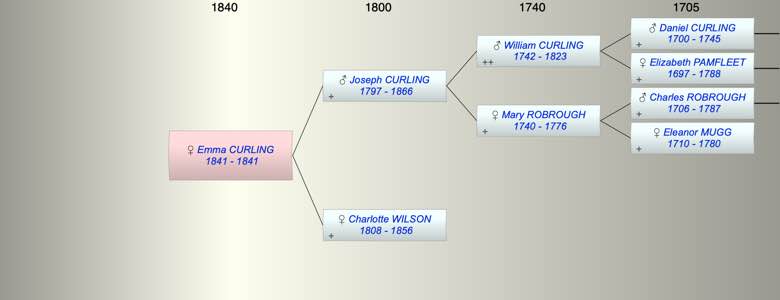 1840
1800
1740
1705
♂ Daniel CURLING
1700 - 1745
+
♂ William CURLING
1742 - 1823
++
♀ Elizabeth PAMFLEET
1697 - 1788
+
♂ Joseph CURLING
1797 - 1866
+
♂ Charles ROBROUGH
1706 - 1787
+
♀ Mary ROBROUGH
1740 - 1776
+
♀ Eleanor MUGG
1710 - 1780
+
♀ Emma CURLING
1841 - 1841
♀ Charlotte WILSON
1808 - 1856
+